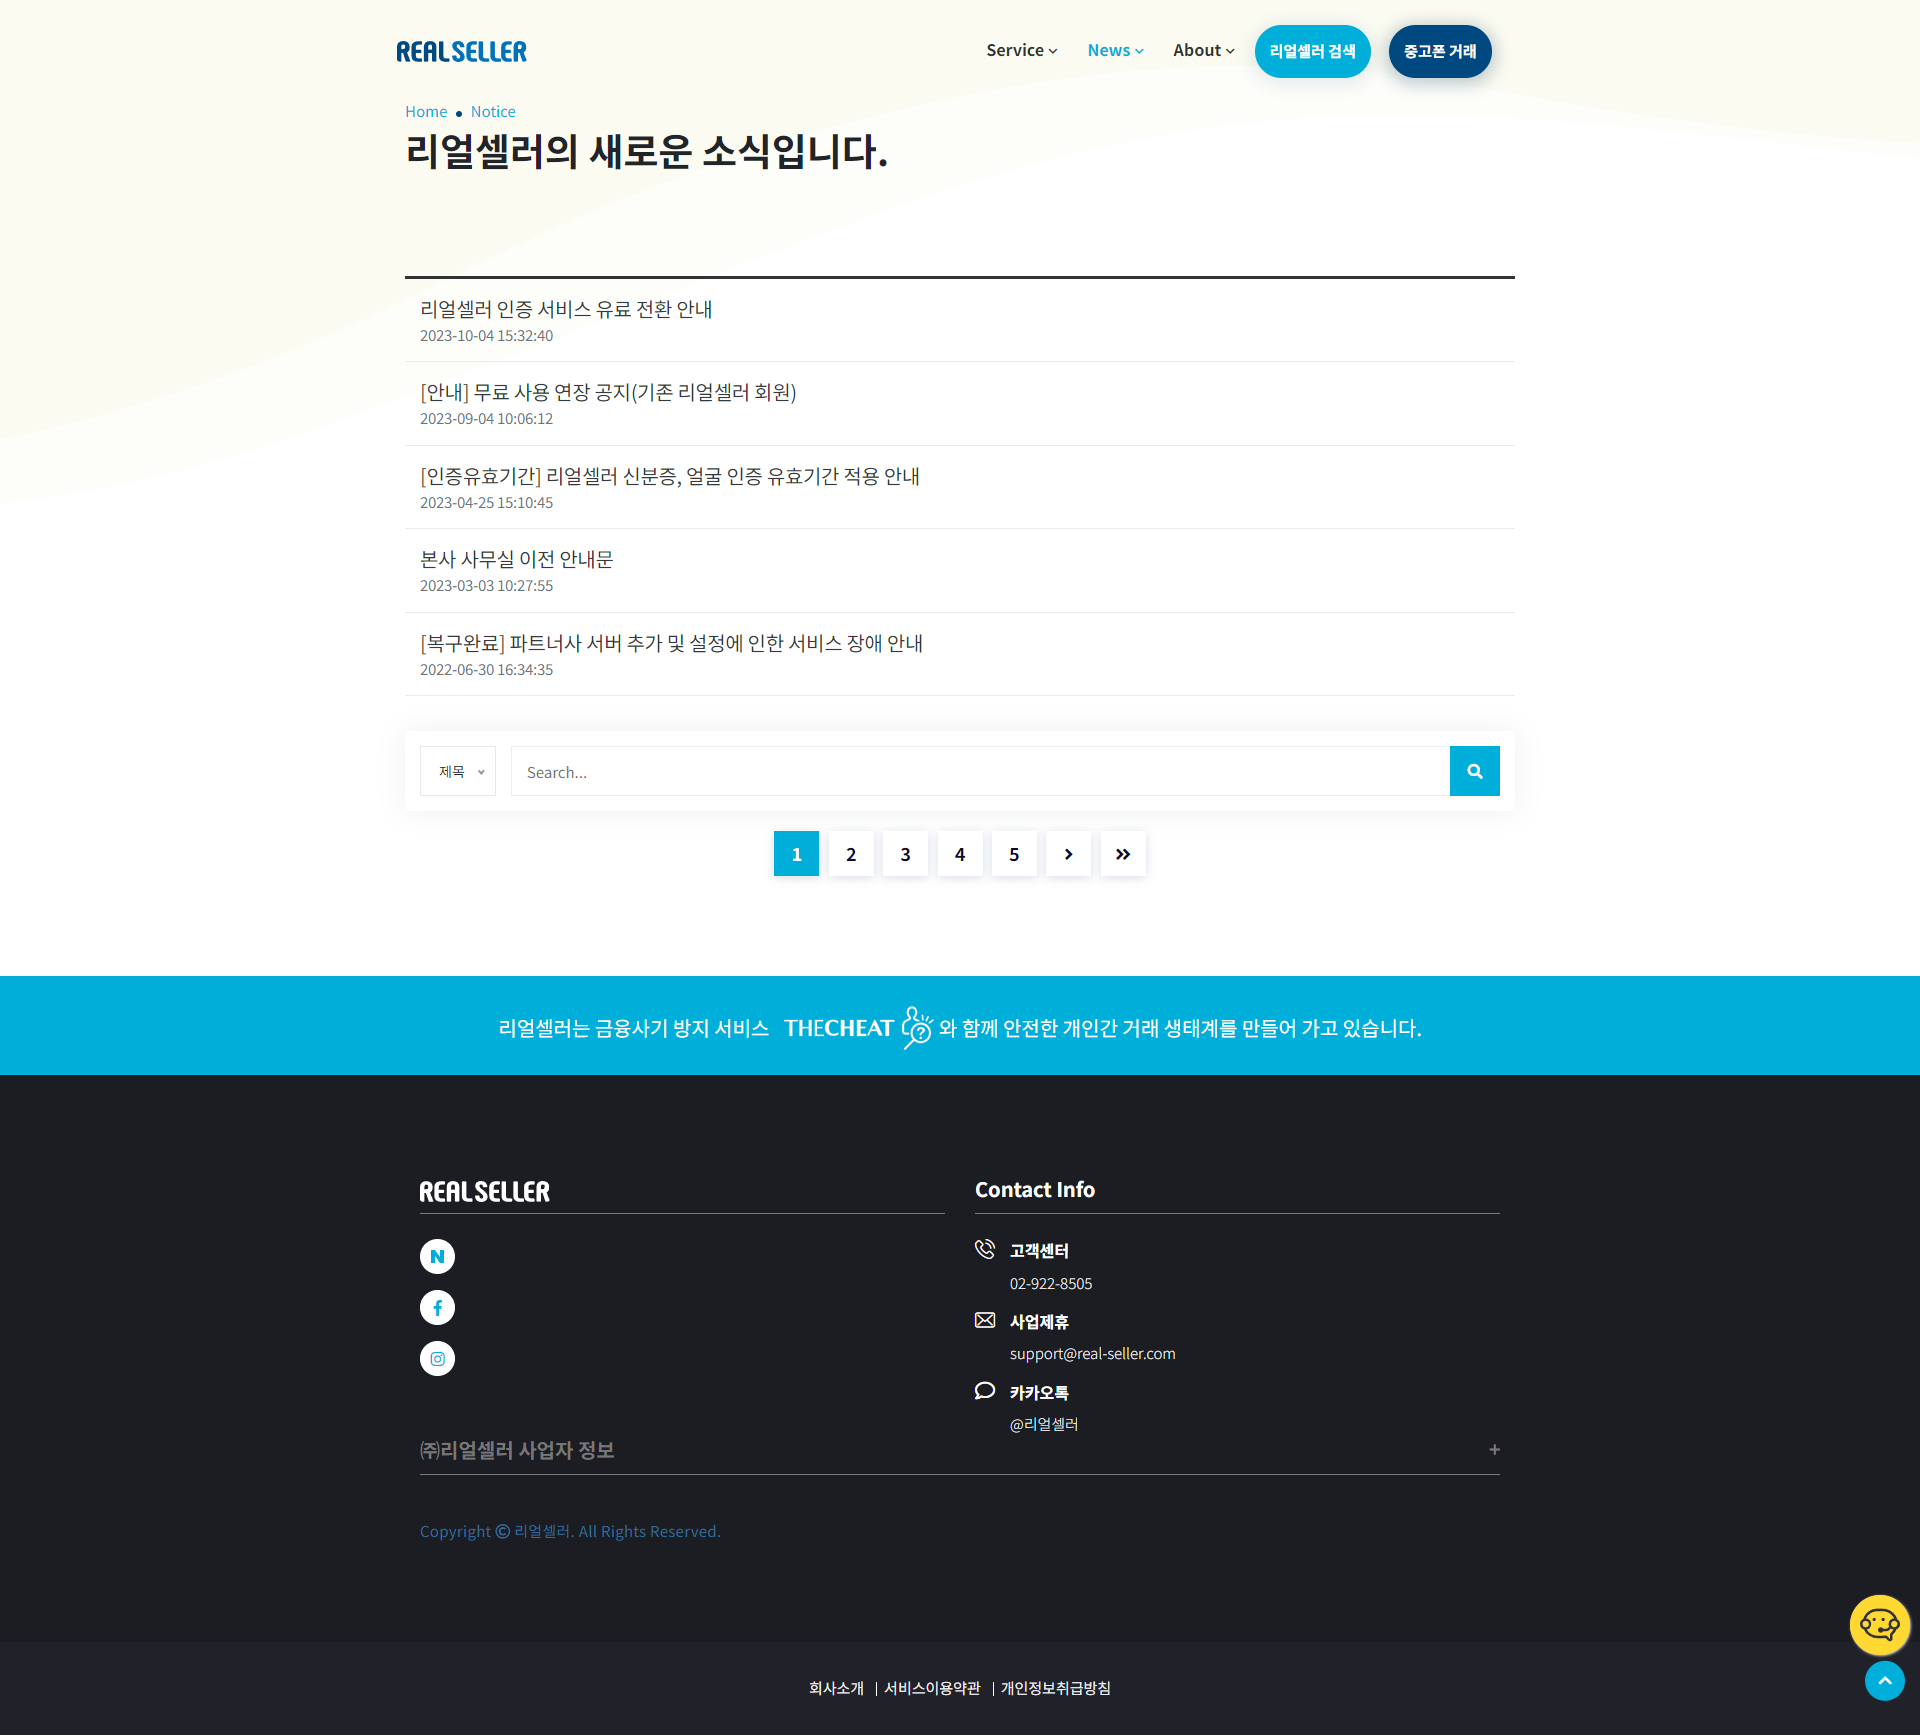 REALSELLER
Service
News
About
리얼셀러 검색
중고폰 거래
Home
Notice
리얼셀러의 새로운 소식입니다.
리얼셀러 인증 서비스 유료 전환 안내
2023-10-04 15:32:40
[안내] 무료 사용 연장 공지(기존 리얼셀러 회원)
2023-09-04 10:06:12
[인증유효기간] 리얼셀러 신분증, 얼굴 인증 유효기간 적용 안내
2023-04-25 15:10:45
본사 사무실 이전 안내문
2023-03-03 10:27:55
[복구완료] 파트너사 서버 추가 및 설정에 인한 서비스 장애 안내
2022-06-30 16:34:35
제목
Search...
1 2 3 4 5
리얼셀러는 금융사기 방지 서비스 THECHEAT 와 함께 안전한 개인간 거래 생태계를 만들어 가고 있습니다.
REALSELLER
N
Contact Info
고객센터
02-922-8505
사업제휴
support@real-seller.com
카카오톡
@리얼셀러
㈜리얼셀러 사업자 정보
+
Copyright © 리얼셀러. All Rights Reserved.
회사소개 | 서비스이용약관 | 개인정보취급방침